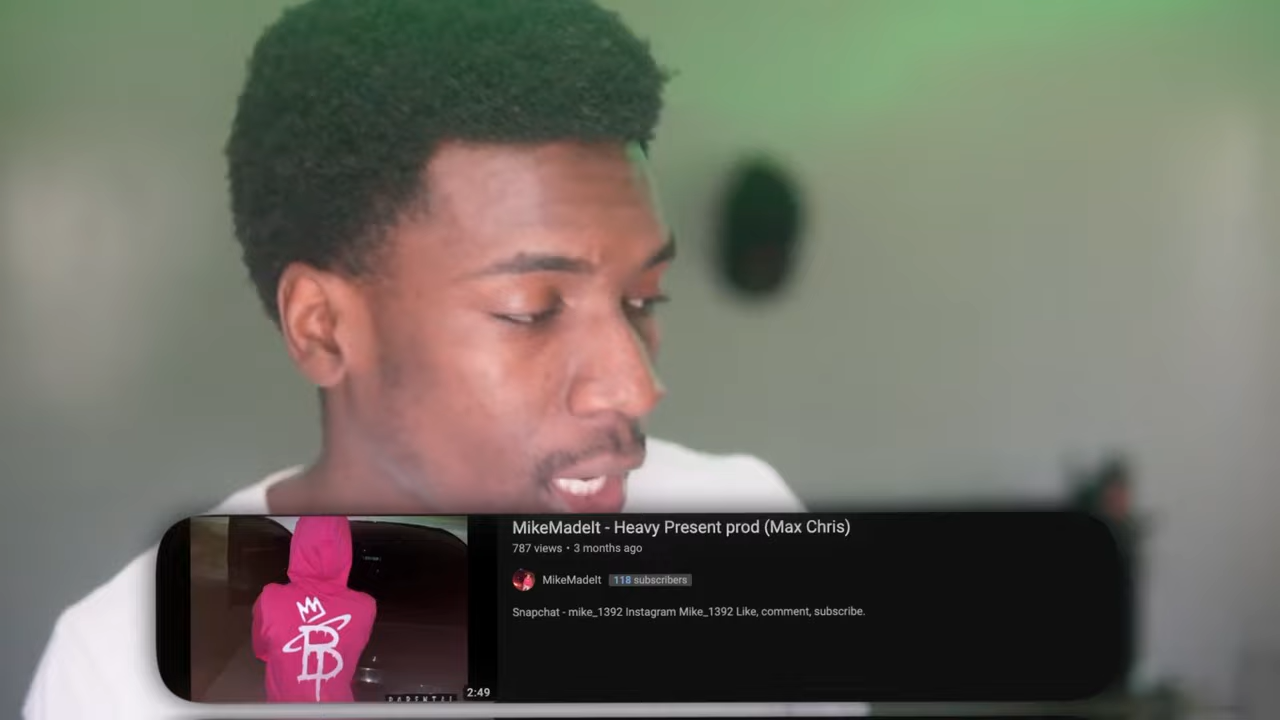 MikeMadeIt - Heavy Present prod (Max Chris)
787 views • 3 months ago
MikeMadeIt 118 subscribers
Snapchat - mike_1392 Instagram Mike_1392 Like, comment, subscribe.
2:49